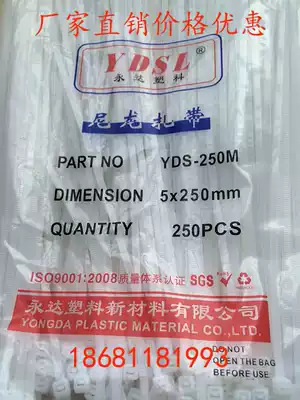 厂家直销价格优惠
YDSL®
永达塑料
尼龙扎带
PART NO YDS-250M
DIMENSION 5x250mm
QUANTITY 250PCS
ISO9001:2008质量体系认证 SGS
永达塑料新材料有限公司
YONGDA PLASTIC MATERIAL CO.,LTD
18681181993
DO NOT
OPEN THE BAG
BEFORE USE